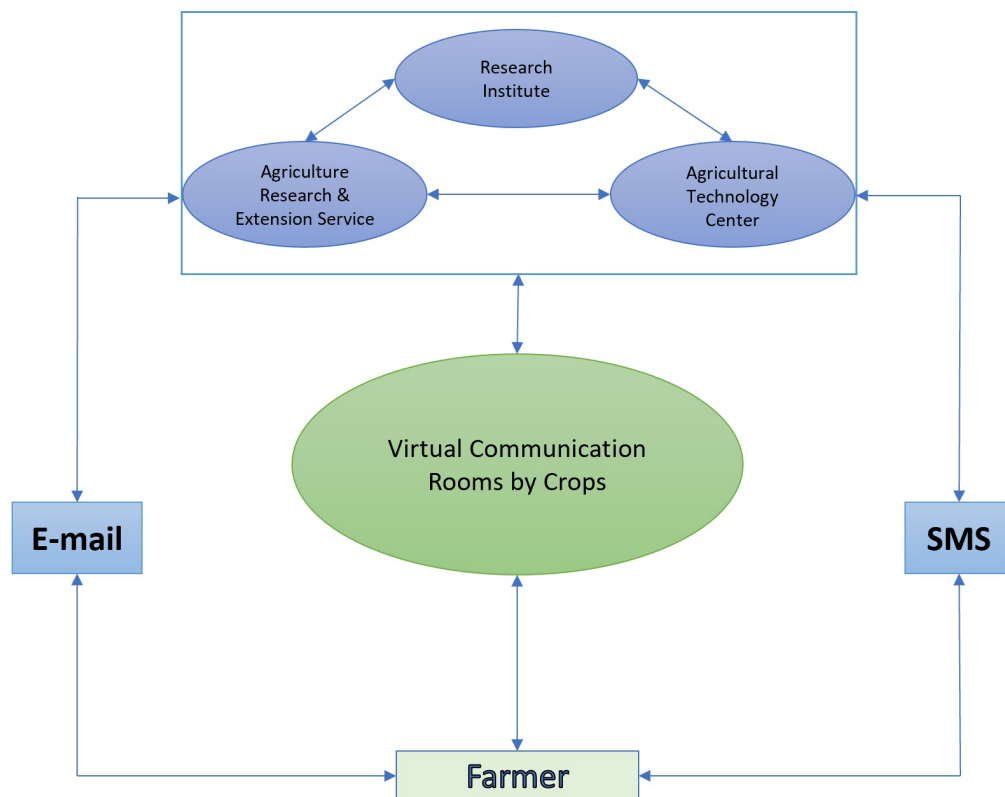 Research
Institute
Agriculture
Research &
Extension Service
Agricultural
Technology
Center
Virtual Communication
Rooms by Crops
E-mail
SMS
Farmer